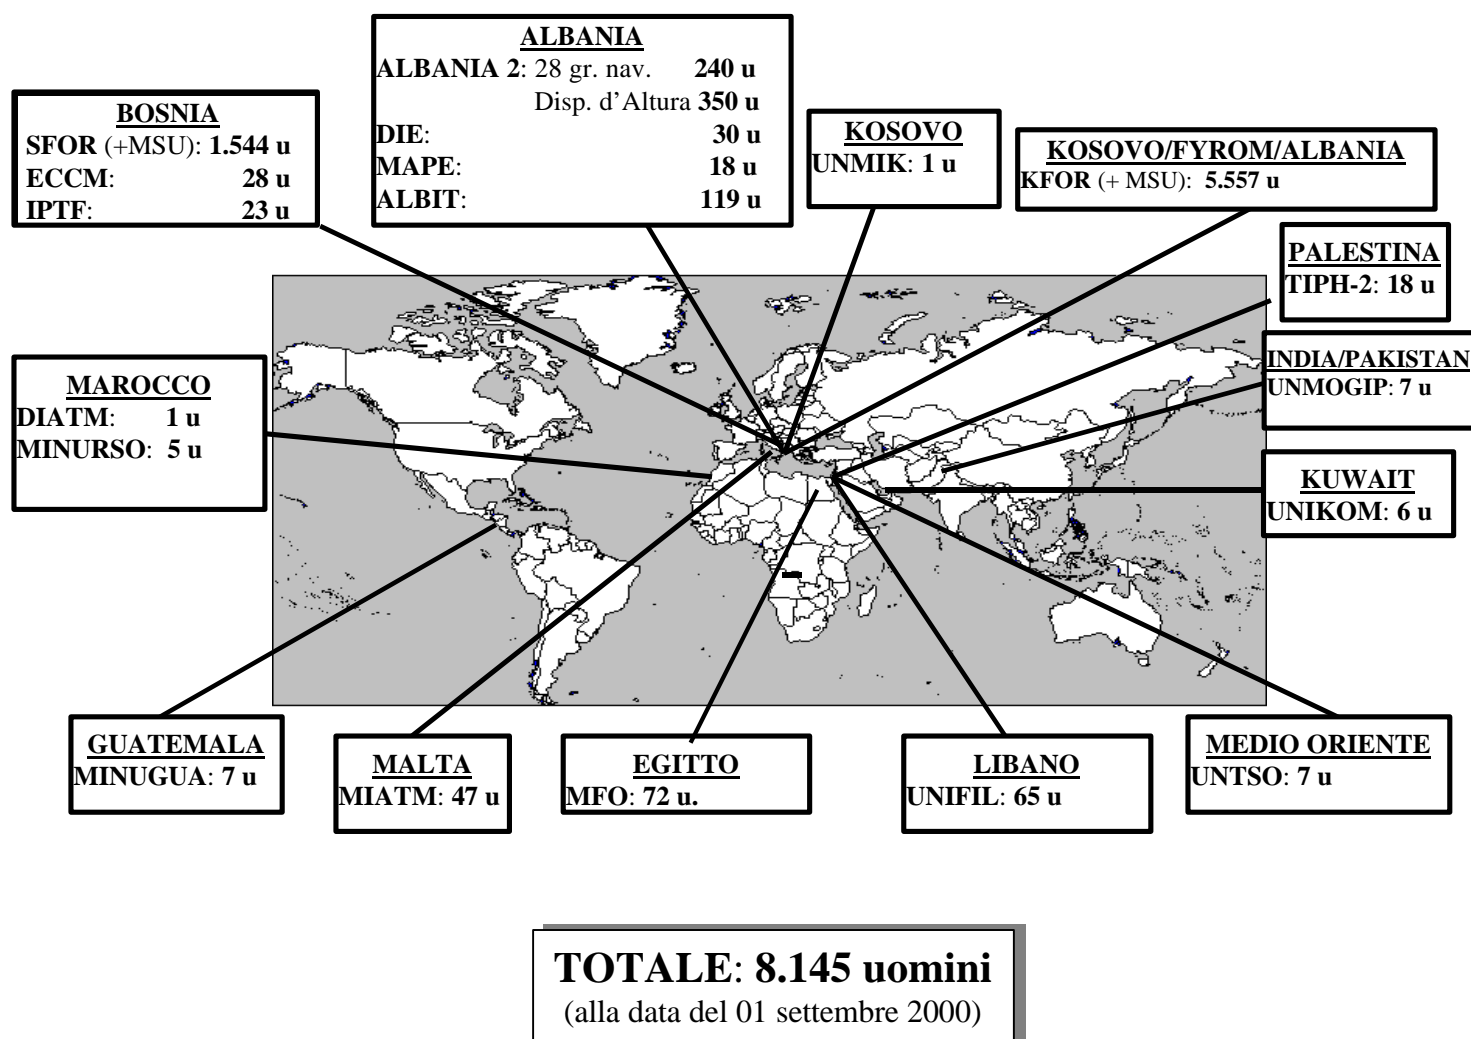 ALBANIA
ALBANIA 2: 28 gr. nav. 240 u
Disp. d'Altura 350 u
DIE: 30 u
MAPE: 18 u
ALBIT: 119 u
BOSNIA
SFOR (+MSU): 1.544 u
ECCM: 28 u
IPTF: 23 u
KOSOVO
UNMIK: 1 u
KOSOVO/FYROM/ALBANIA
KFOR (+ MSU): 5.557 u
PALESTINA
TIPH-2: 18 u
INDIA/PAKISTAN
UNMOGIP: 7 u
MAROCCO
DIATM: 1 u
MINURSO: 5 u
KUWAIT
UNIKOM: 6 u
GUATEMALA
MINUGUA: 7 u
MALTA
MIATM: 47 u
EGITTO
MFO: 72 u.
LIBANO
UNIFIL: 65 u
MEDIO ORIENTE
UNTSO: 7 u
TOTALE: 8.145 uomini
(alla data del 01 settembre 2000)